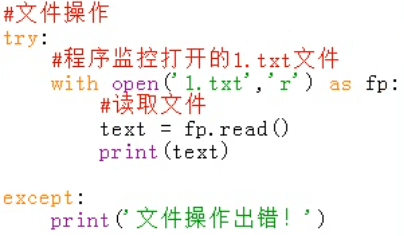 #文件操作
try:
    #程序监控打开的1.txt文件
    with open('1.txt','r') as fp:
        #读取文件
        text = fp.read()
        print(text)

except:
    print('文件操作出错！')